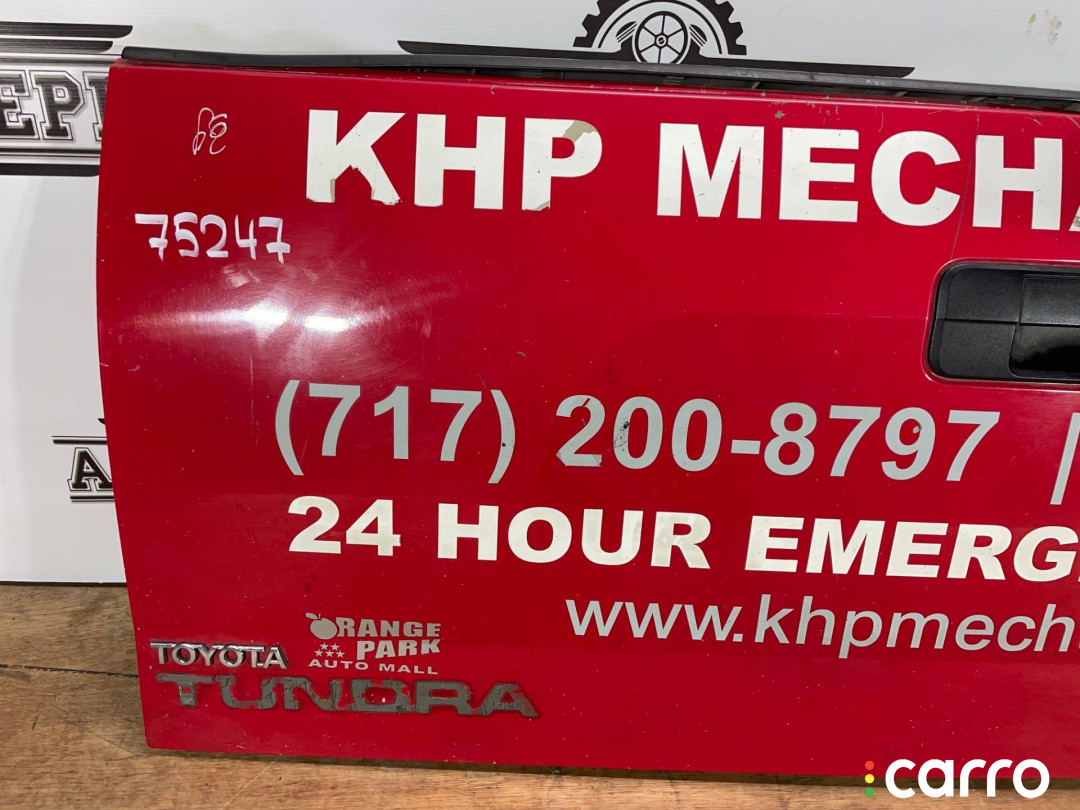 KHP MECHA
75247
(717) 200-8797 |
24 HOUR EMERG
www.khpmech
ORANGE
PARK
AUTO MALL
TOYOTA
TUNDRA
carro